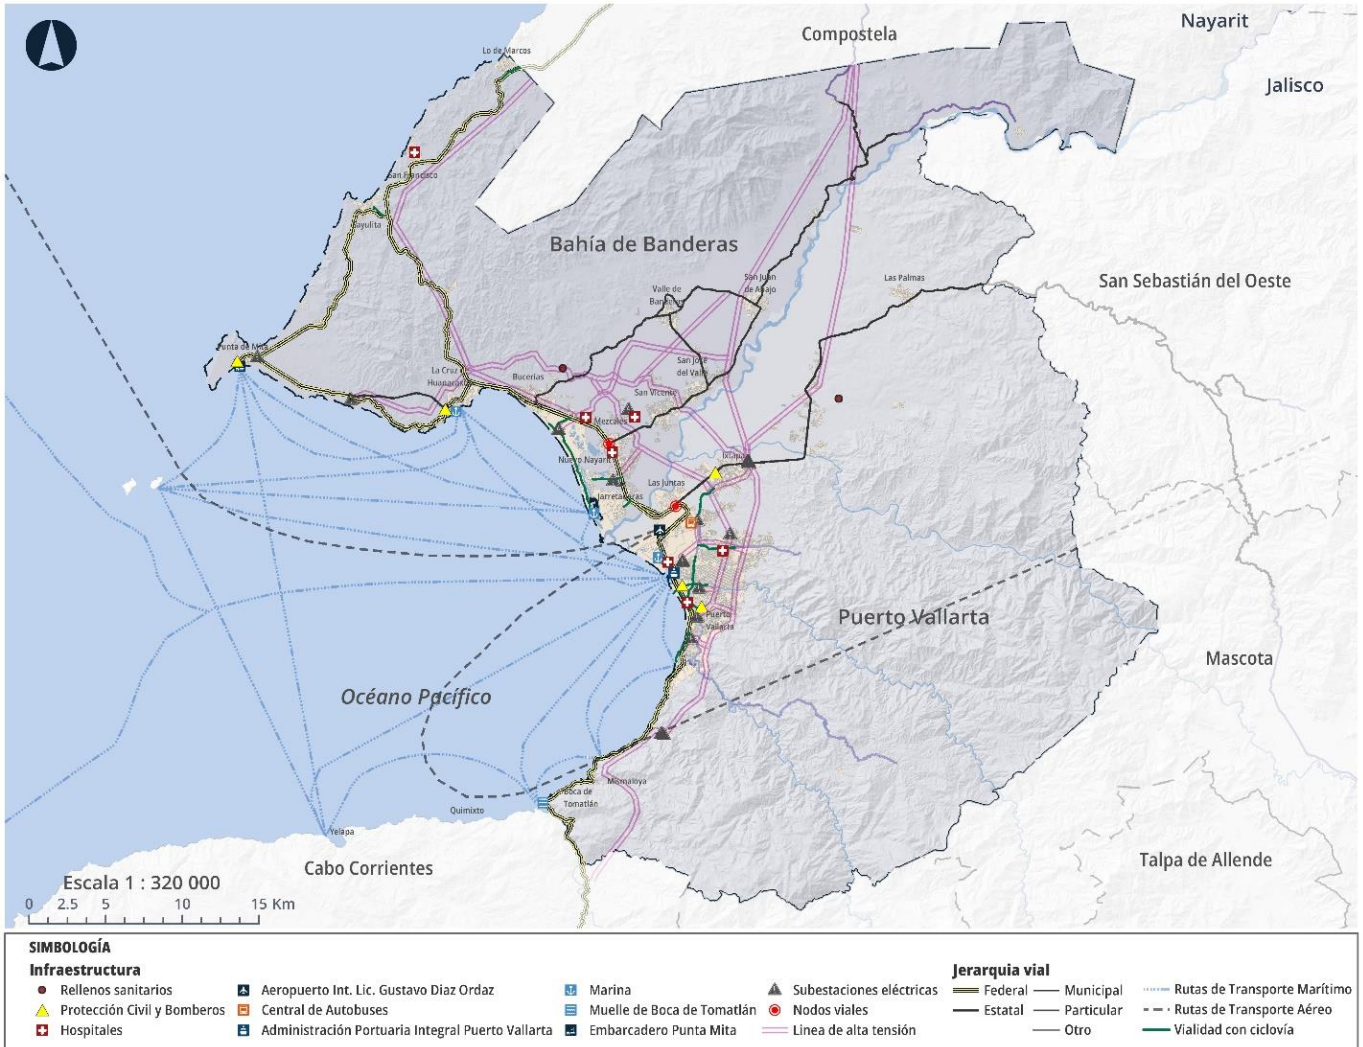 Nayarit
Compostela
Lo de Marcos
Jalisco
San Francisco
Sayulita
Bahía de Banderas
San Juan
de Abajo
Las Palmas
San Sebastián del Oeste
Valle de
Banderas
Punta de Mita
San José
del Valle
La Cruz
Huanacaxtle
Bucerías
San Vicente
Mezcales
Nuevo Nayarit
Ixtapa
Las Juntas
Jarretaderas
Puerto
Vallarta
Puerto Vallarta
Mascota
Océano Pacífico
Mismaloya
Boca de
Tomatlán
Quimixto
Yelapa
Cabo Corrientes
Talpa de Allende
Escala 1 : 320 000
0 2.5 5 10 15 Km
SIMBOLOGÍA
Infraestructura
Rellenos sanitarios
Protección Civil y Bomberos
Hospitales
Aeropuerto Int. Lic. Gustavo Diaz Ordaz
Central de Autobuses
Administración Portuaria Integral Puerto Vallarta
Marina
Muelle de Boca de Tomatlán
Embarcadero Punta Mita
Subestaciones eléctricas
Nodos viales
Linea de alta tensión
Jerarquia vial
Federal
Estatal
Municipal
Particular
Otro
Rutas de Transporte Marítimo
Rutas de Transporte Aéreo
Vialidad con ciclovía